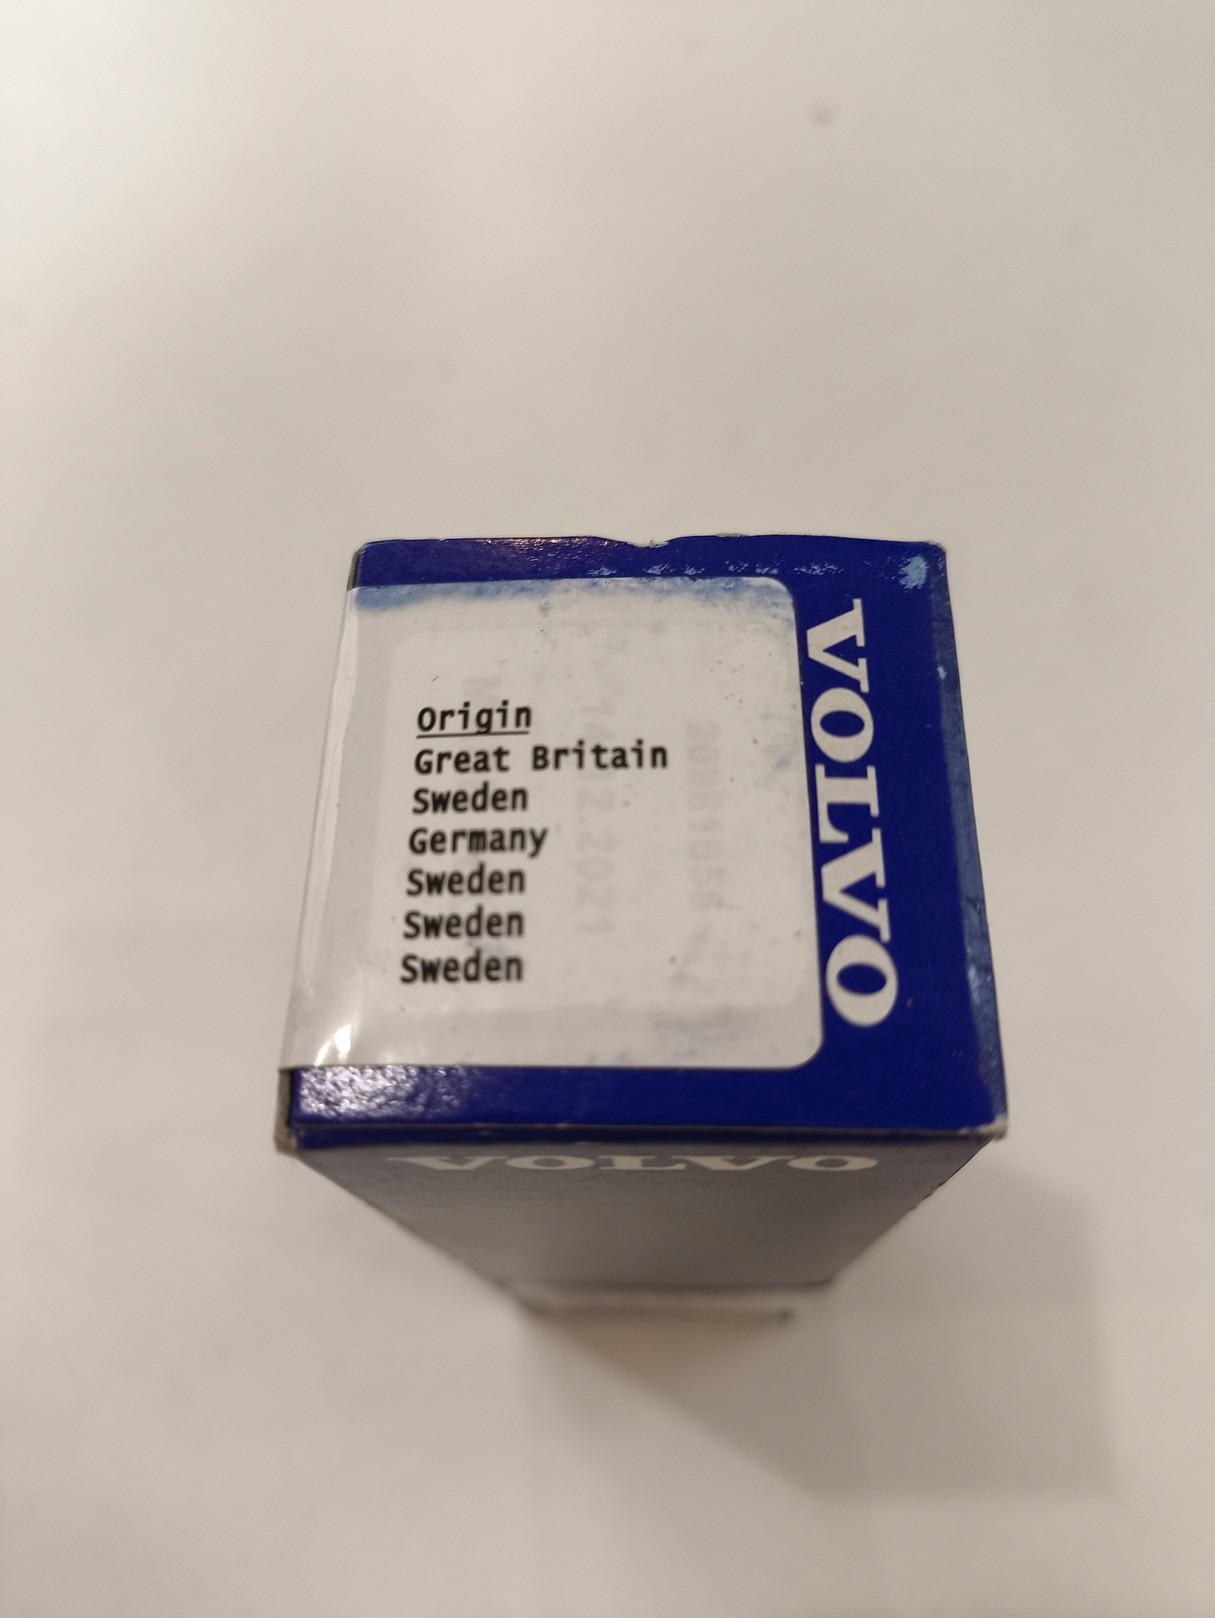 Origin
Great Britain
Sweden
Germany
Sweden
Sweden
Sweden
VOLVO
VOLVO